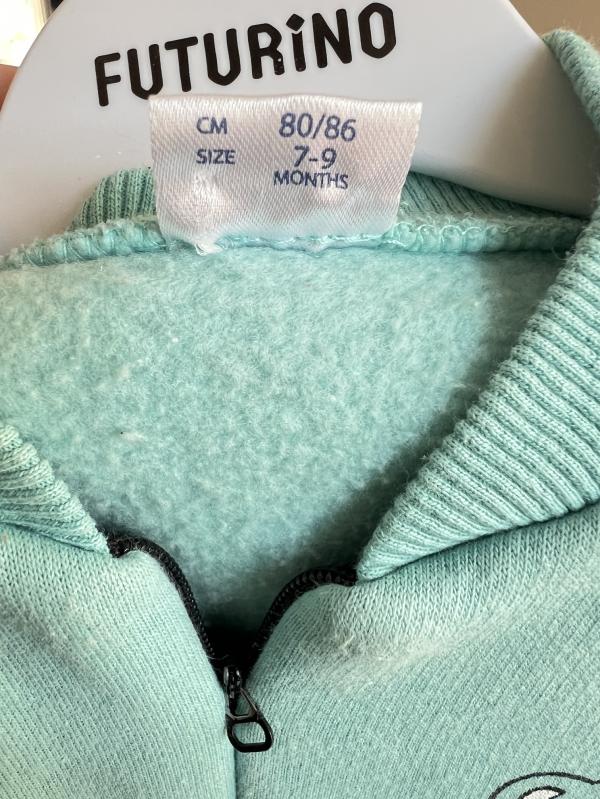 FUTURiNO
CM 80/86
SIZE 7-9
MONTHS